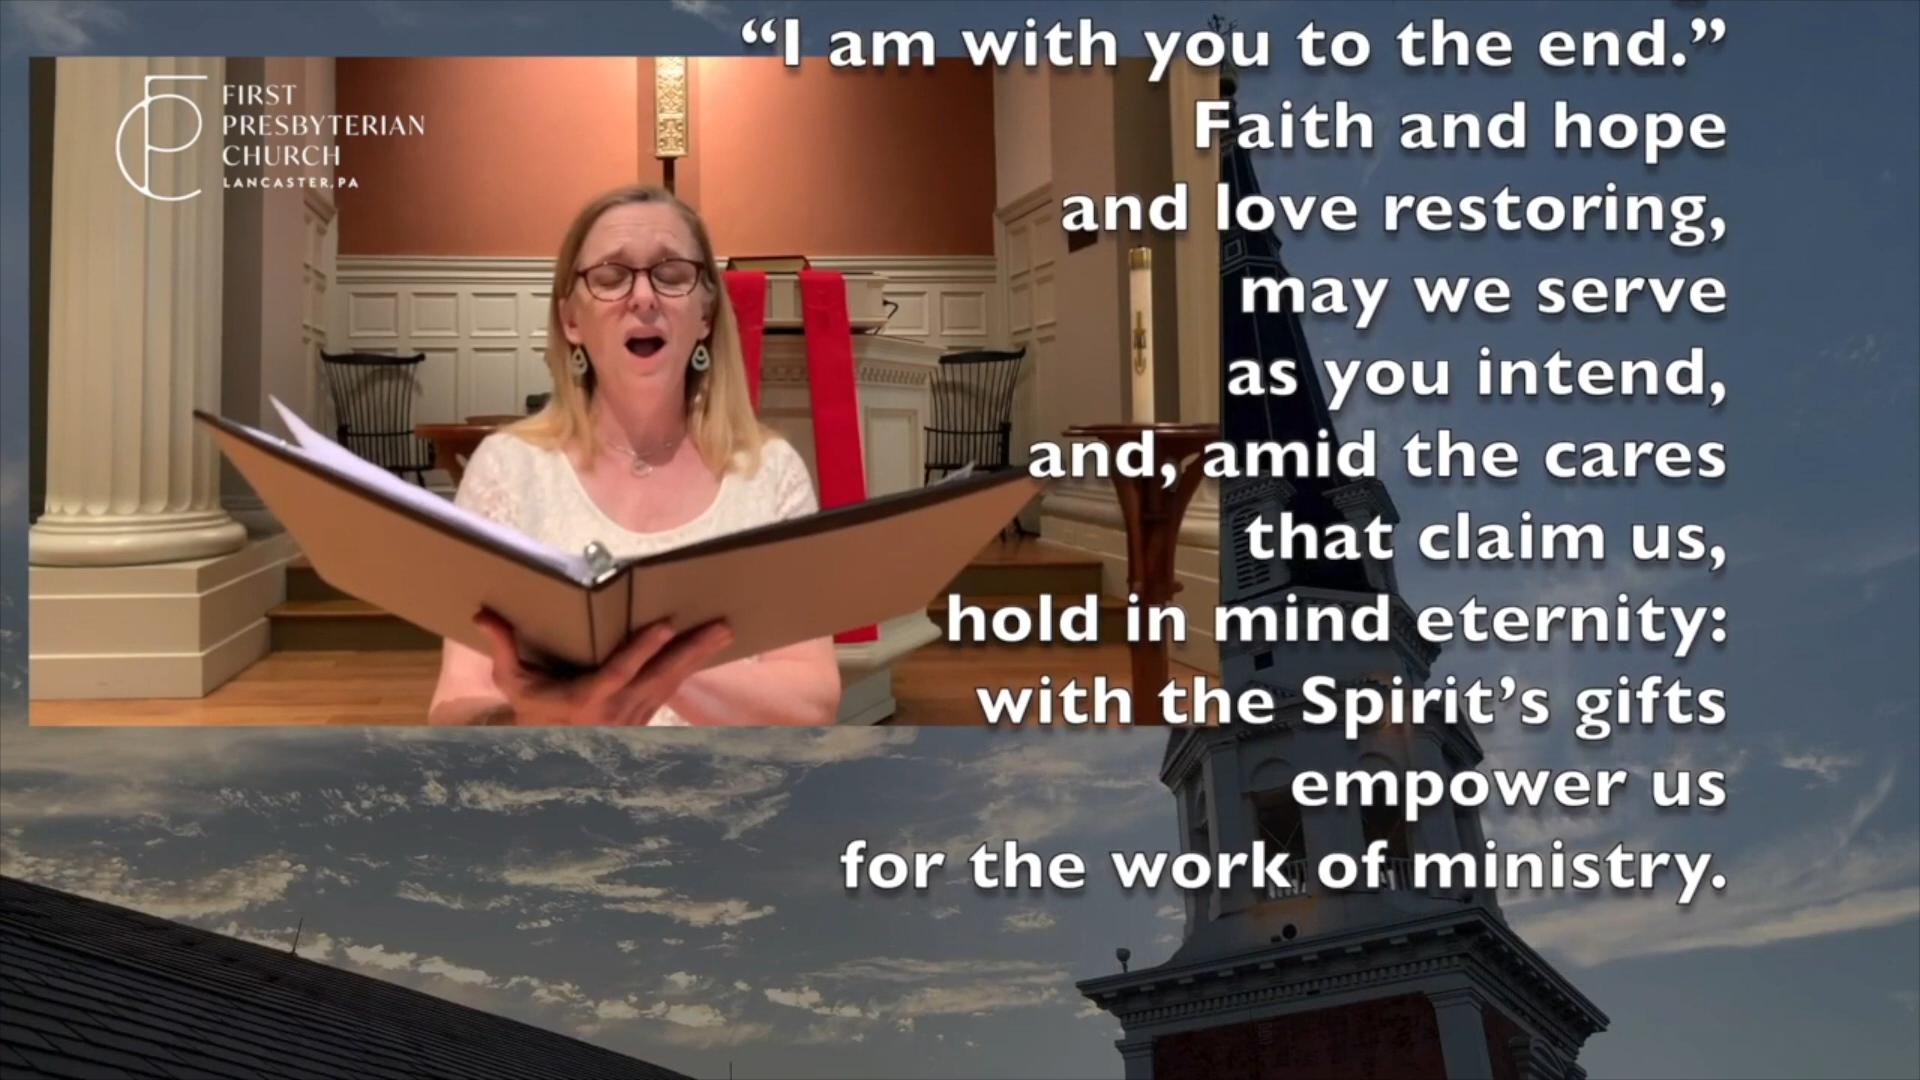 FIRST
PRESBYTERIAN
CHURCH
LANCASTER, PA
“I am with you to the end.”
Faith and hope
and love restoring,
may we serve
as you intend,
and, amid the cares
that claim us,
hold in mind eternity:
with the Spirit’s gifts
empower us
for the work of ministry.